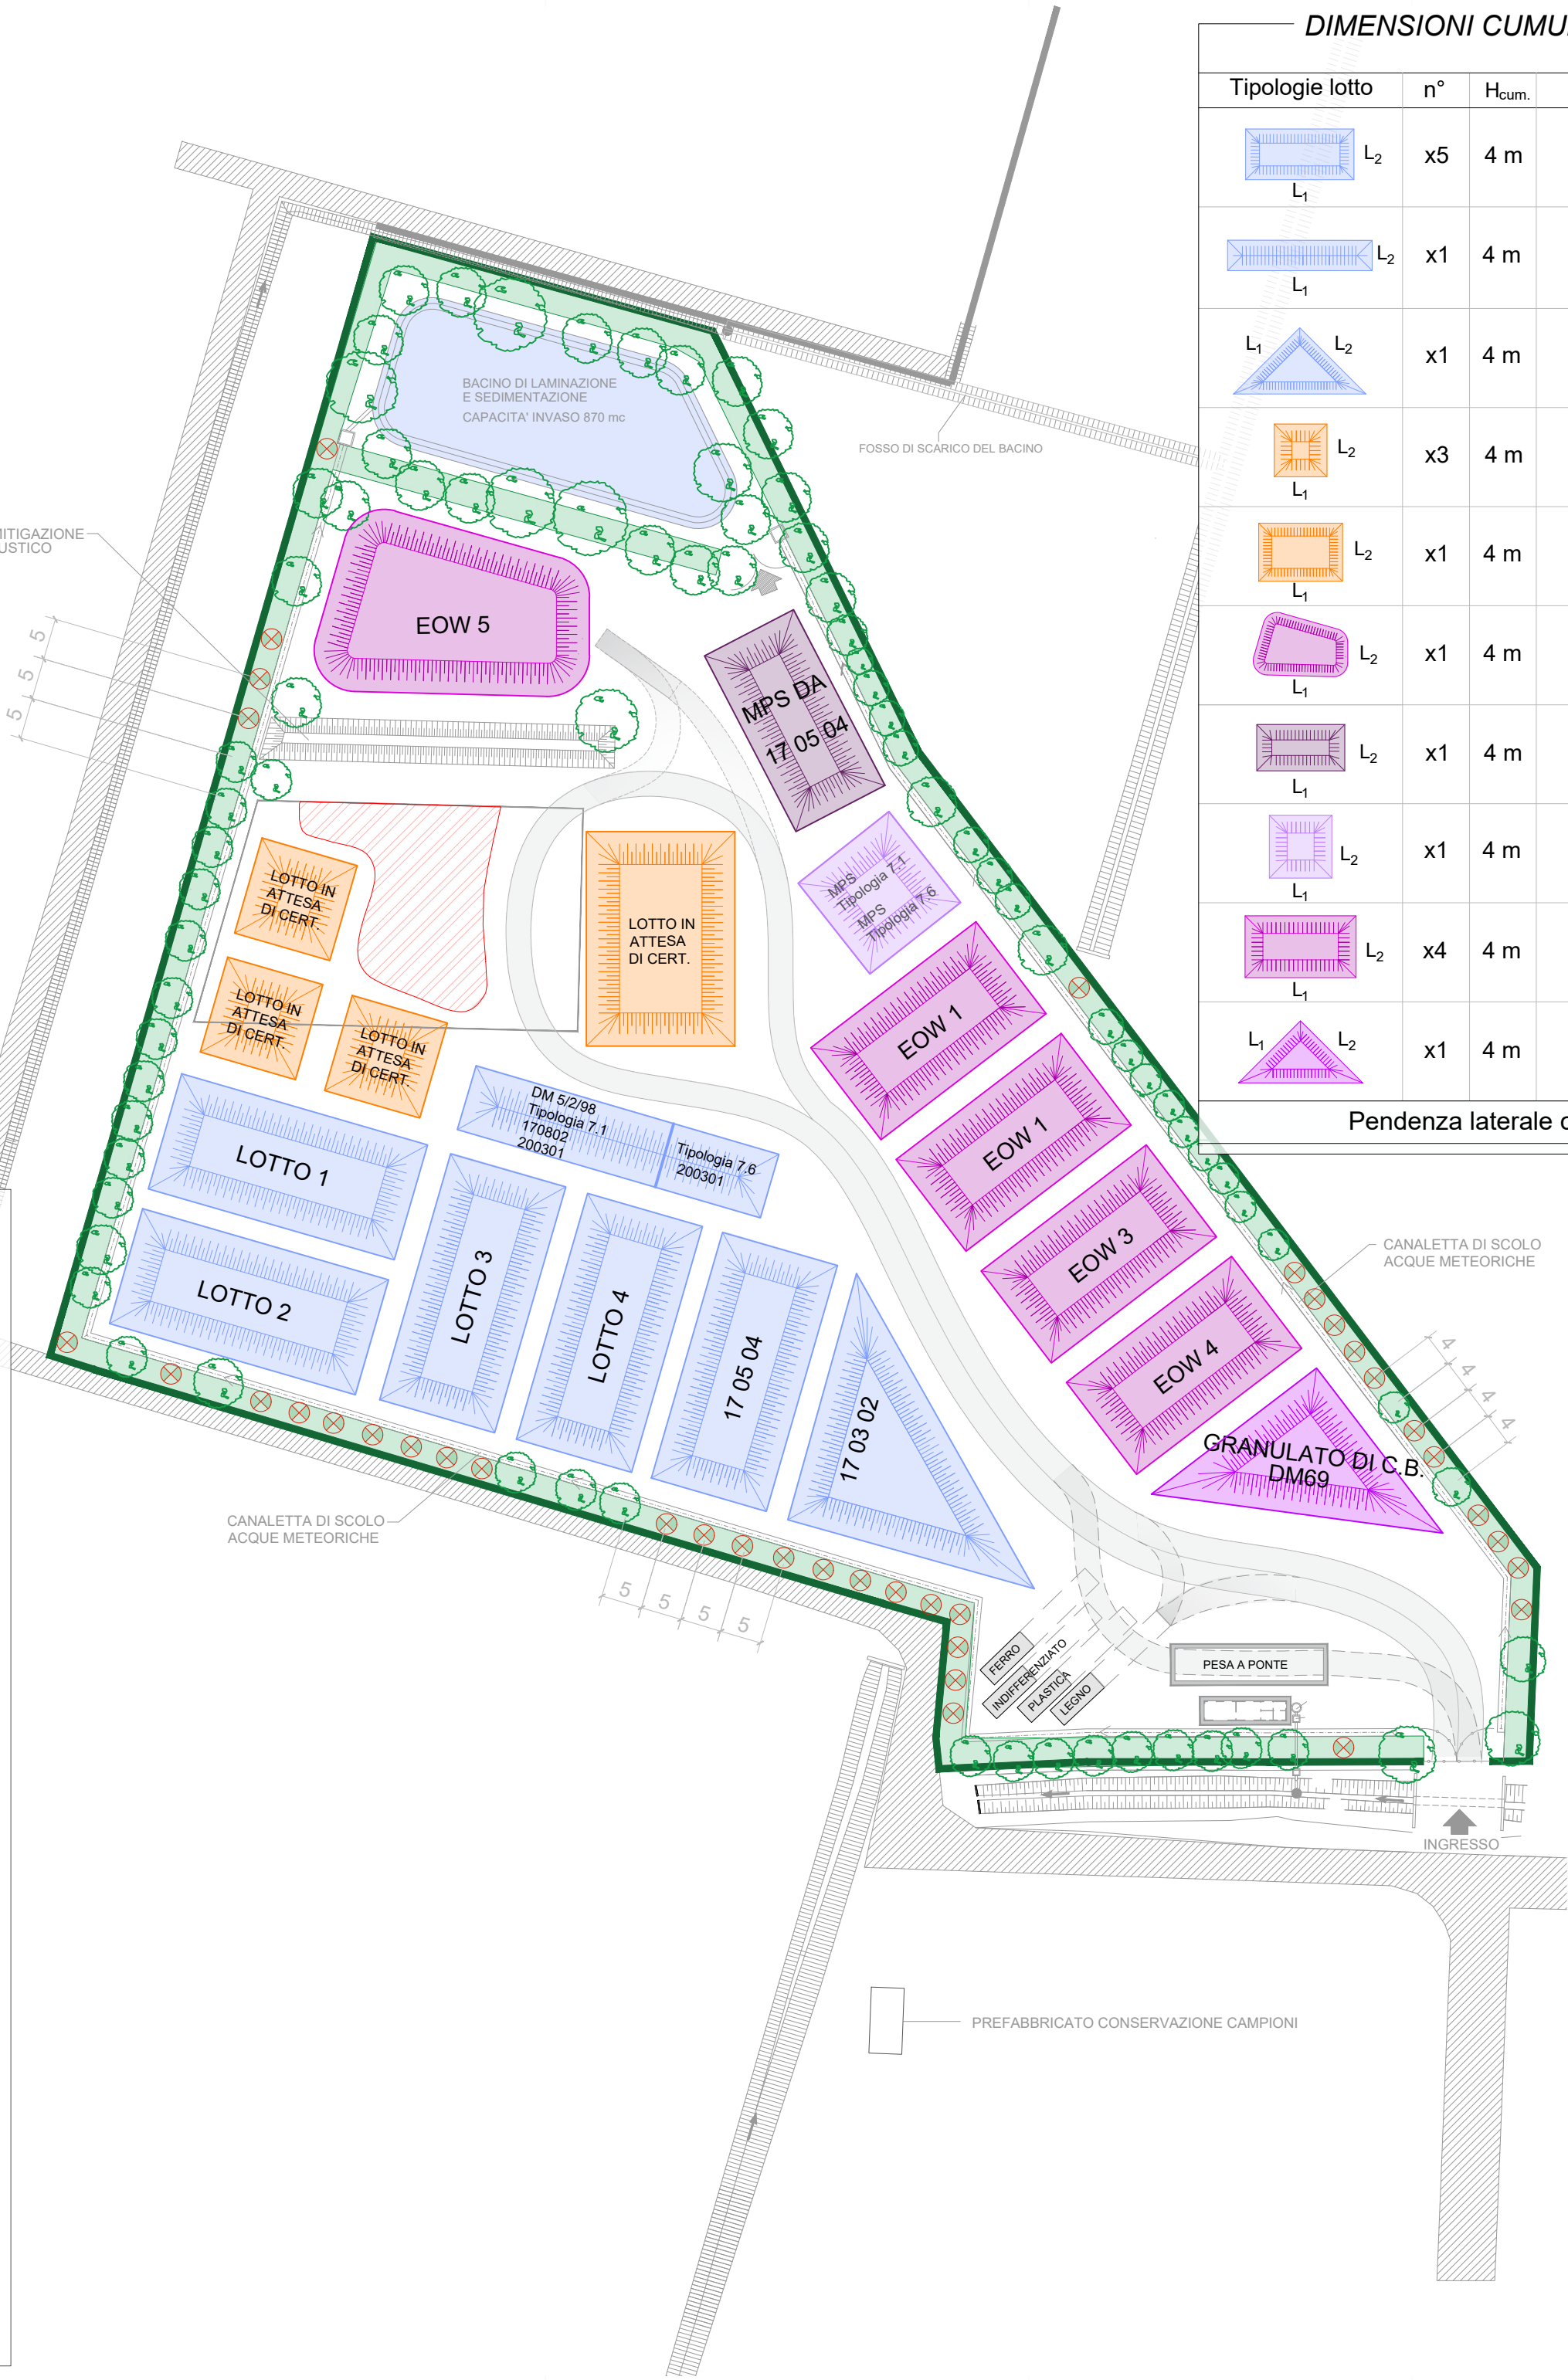 DIMENSIONI CUMU
Tipologie lotto n° Hcum.
L2 x5 4 m
L1
L2 x1 4 m
L1
L1 L2 x1 4 m
L2 x3 4 m
L1
L2 x1 4 m
L1
L2 x1 4 m
L1
L2 x1 4 m
L1
L2 x1 4 m
L1
L2 x4 4 m
L1
L1 L2 x1 4 m
Pendenza laterale
BACINO DI LAMINAZIONE
E SEDIMENTAZIONE
CAPACITA' INVASO 870 mc
FOSSO DI SCARICO DEL BACINO
MITIGAZIONE
USTICO
5
5
5
EOW 5
MPS DA
17 05 04
MPS
Tipologia 7.1
MPS
Tipologia 7.6
LOTTO IN
ATTESA
DI CERT.
LOTTO IN
ATTESA
DI CERT.
LOTTO IN
ATTESA
DI CERT.
LOTTO IN
ATTESA
DI CERT.
EOW 1
EOW 1
EOW 3
EOW 4
GRANULATO DI C.B.
DM69
DM 5/2/98
Tipologia 7.1
170802
200301
Tipologia 7.6
200301
LOTTO 1
LOTTO 2
LOTTO 3
LOTTO 4
17 05 04
17 03 02
CANALETTA DI SCOLO
ACQUE METEORICHE
4
4
4
4
CANALETTA DI SCOLO
ACQUE METEORICHE
5
5
5
5
FERRO
INDIFFERENZIATO
PLASTICA
LEGNO
PESA A PONTE
INGRESSO
PREFABBRICATO CONSERVAZIONE CAMPIONI